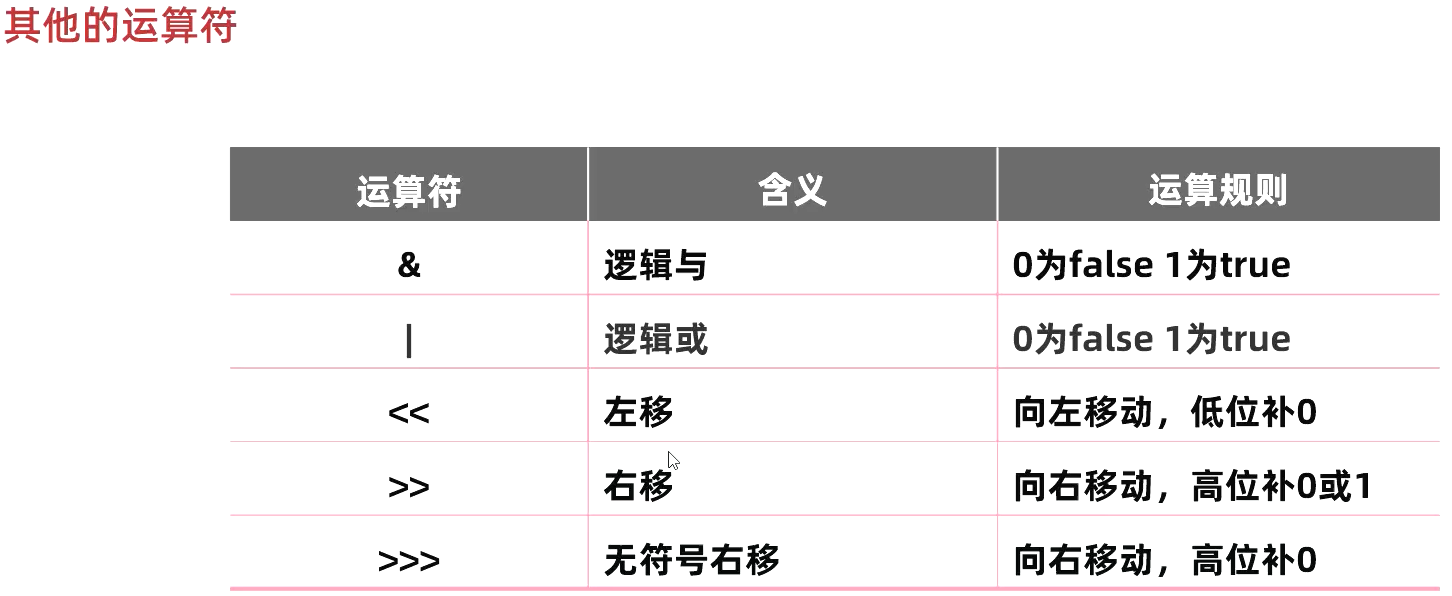 其他的运算符
运算符 含义 运算规则
& 逻辑与 0为false 1为true
| 逻辑或 0为false 1为true
<< 左移 向左移动，低位补0
>> 右移 向右移动，高位补0或1
>>> 无符号右移 向右移动，高位补0